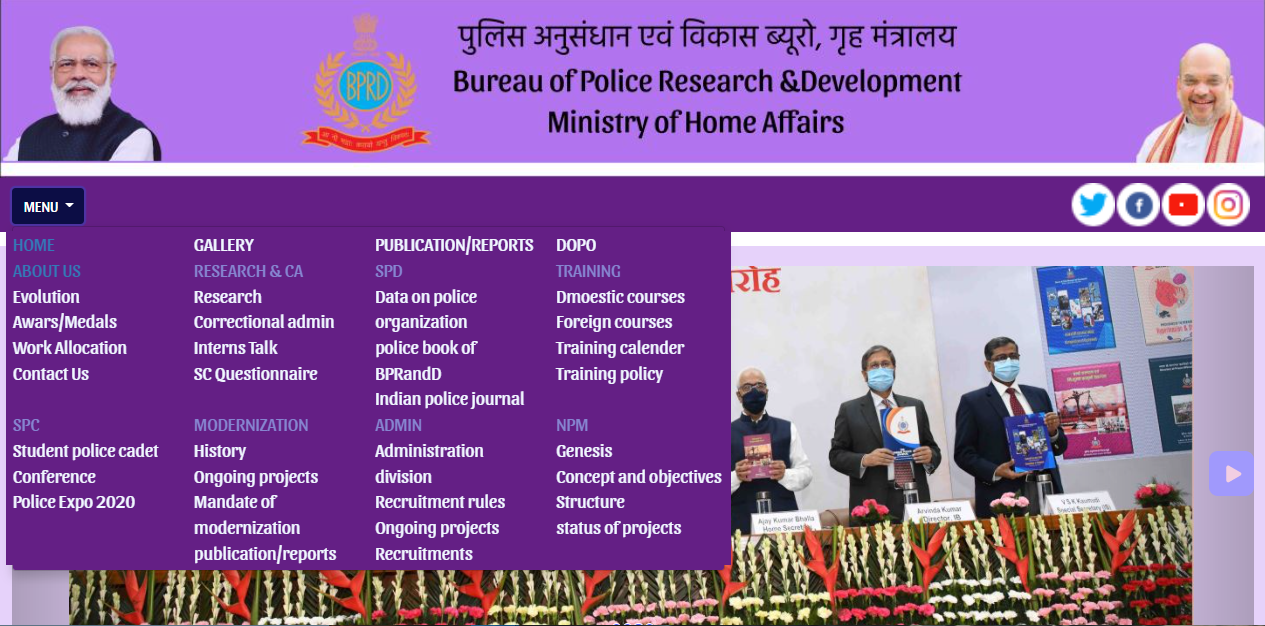 पुलिस अनुसंधान एवं विकास ब्यूरो, गृह मंत्रालय
BPRD
Bureau of Police Research &Development
Ministry of Home Affairs
MENU
HOME
ABOUT US
Evolution
Awars/Medals
Work Allocation
Contact Us
GALLERY
RESEARCH & CA
Research
Correctional admin
Interns Talk
SC Questionnaire
PUBLICATION/REPORTS
SPD
Data on police
organization
police book of
BPRandD
Indian police journal
DOPO
TRAINING
Dmoestic courses
Foreign courses
Training calender
Training policy
SPC
Student police cadet
Conference
Police Expo 2020
MODERNIZATION
History
Ongoing projects
Mandate of
modernization
publication/reports
ADMIN
Administration
division
Recruitment rules
Ongoing projects
Recruitments
NPM
Genesis
Concept and objectives
Structure
status of projects
रोह
Ajay Kumar Bhalla
Home Secret
Arvinda Kumar
Director, IB
V S K Kaumudi
Special Secretary (IS)